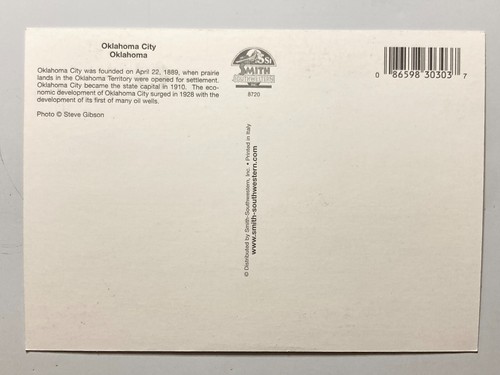 Oklahoma City
Oklahoma
Oklahoma City was founded on April 22, 1889, when prairie
lands in the Oklahoma Territory were opened for settlement.
Oklahoma City became the state capital in 1910. The eco-
nomic development of Oklahoma City surged in 1928 with the
development of its first of many oil wells.
Photo © Steve Gibson
SSI
SMITH
SOUTHWESTERN
INC
8720
0 86598 30303 7
© Distributed by Smith-Southwestern, Inc. • Printed in Italy
www.smith-southwestern.com